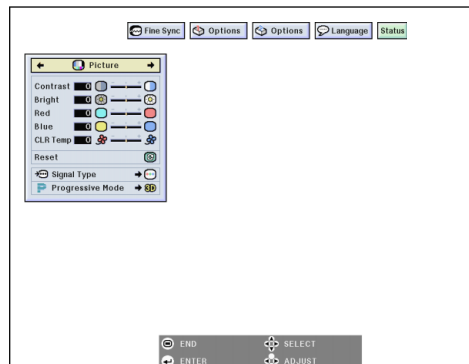 Fine Sync Options Options Language Status
Picture
Contrast 0
Bright 0
Red 0
Blue 0
CLR Temp 0
Reset
Signal Type
Progressive Mode 3D
END SELECT
ENTER ADJUST